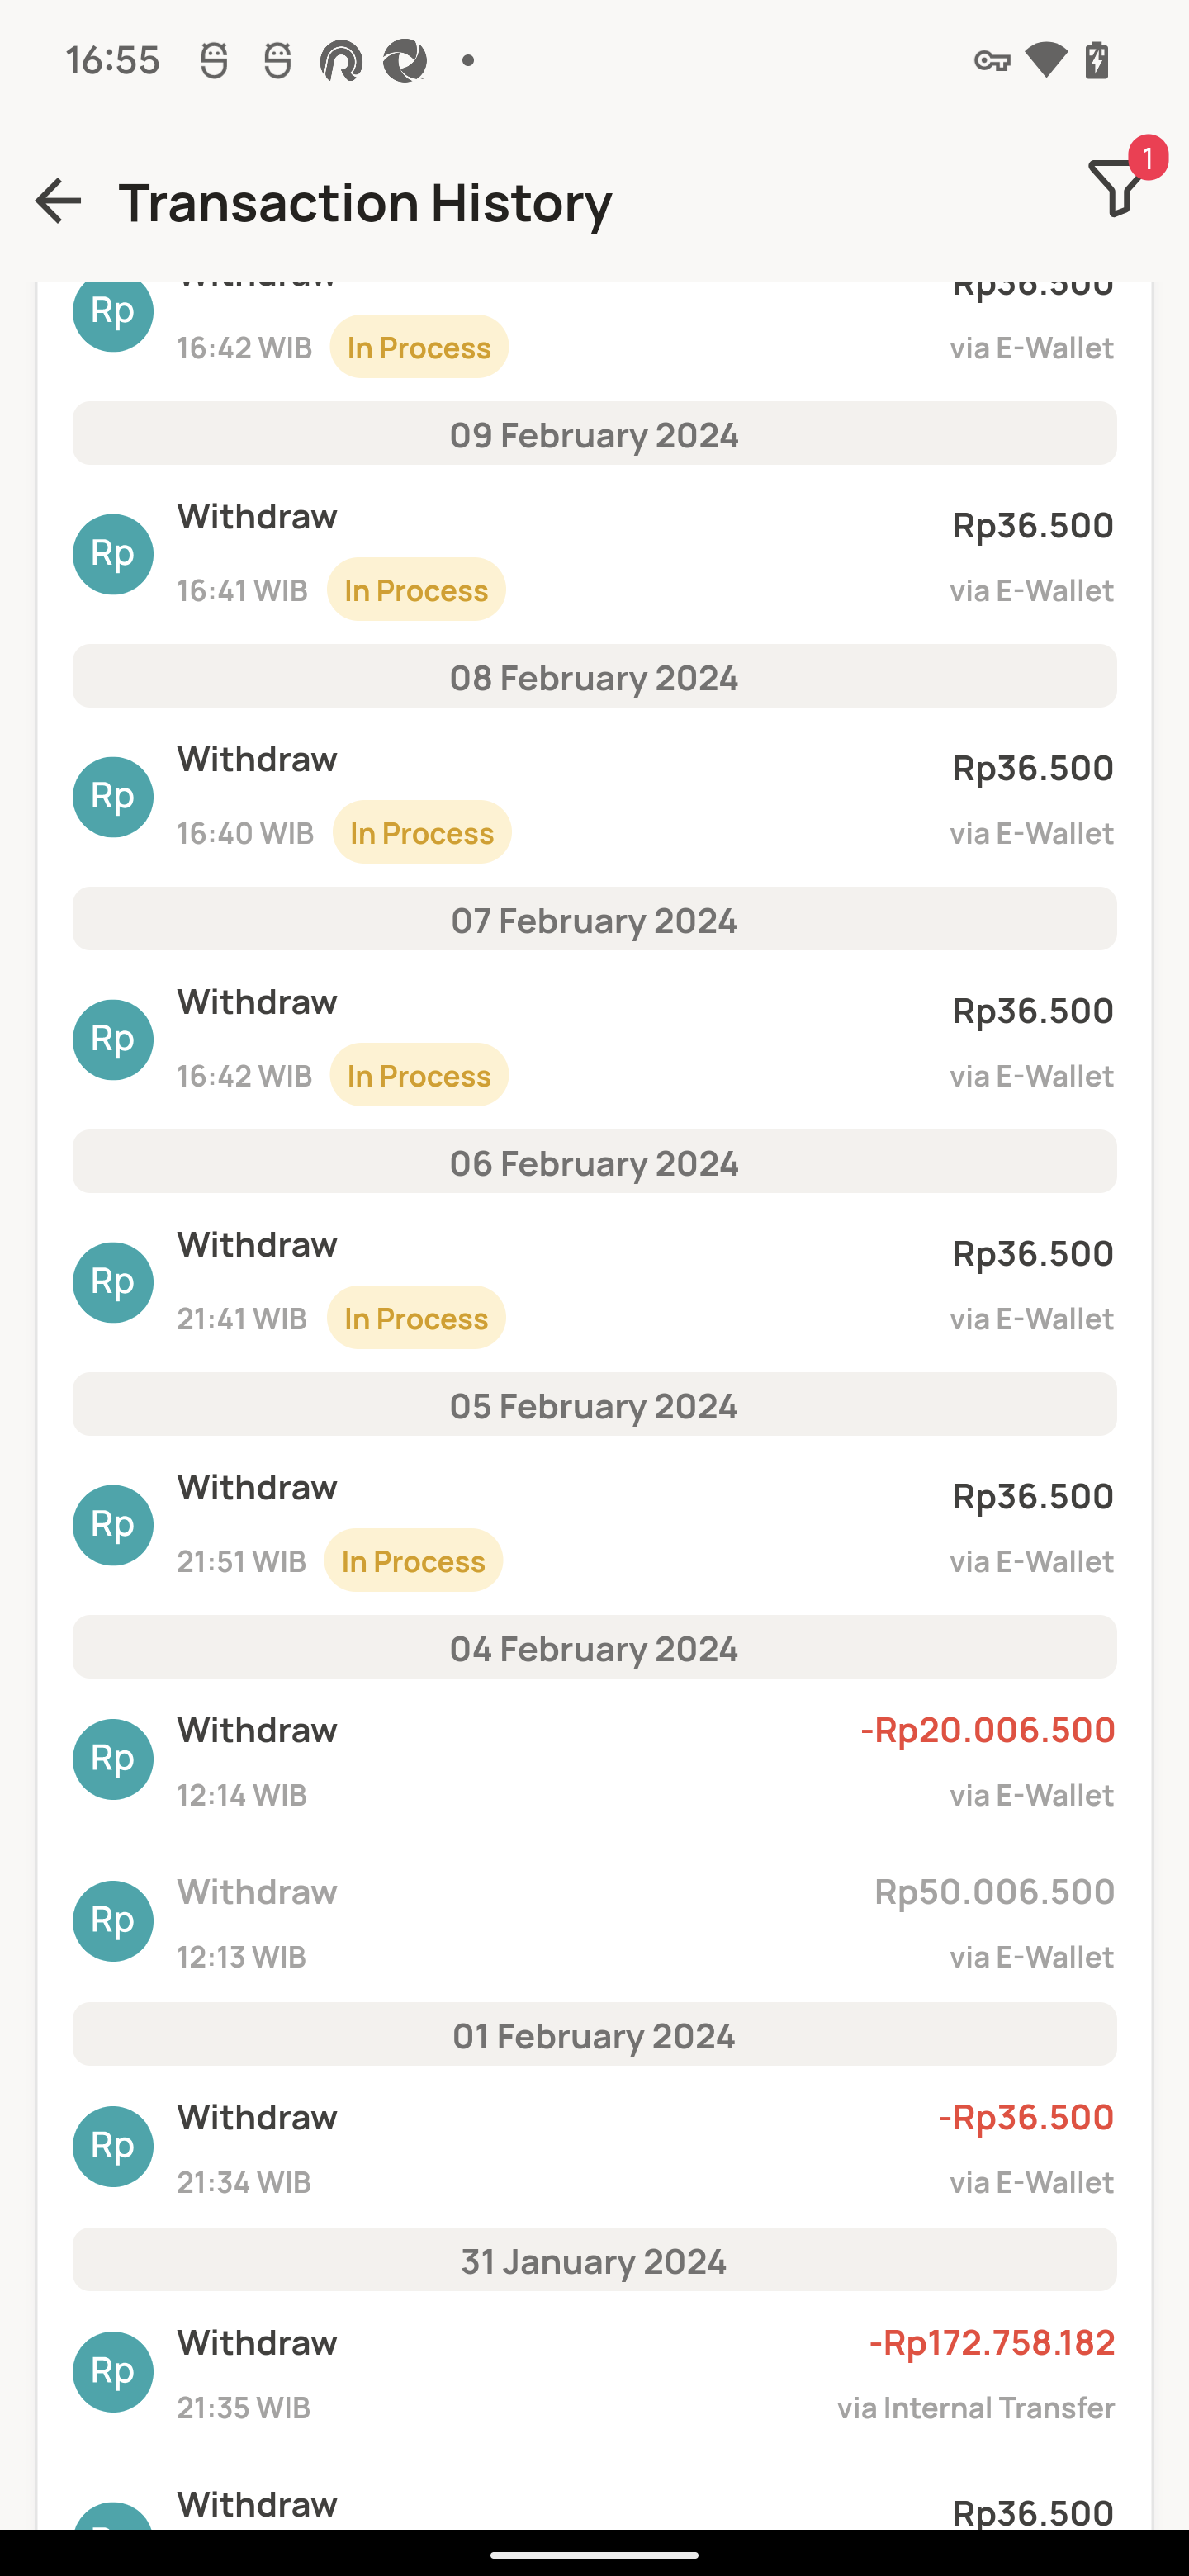 16:55
Transaction History
1
Withdraw
Rp36.500
Rp
16:42 WIB
In Process
via E-Wallet
09 February 2024
Withdraw
Rp36.500
Rp
16:41 WIB
In Process
via E-Wallet
08 February 2024
Withdraw
Rp36.500
Rp
16:40 WIB
In Process
via E-Wallet
07 February 2024
Withdraw
Rp36.500
Rp
16:42 WIB
In Process
via E-Wallet
06 February 2024
Withdraw
Rp36.500
Rp
21:41 WIB
In Process
via E-Wallet
05 February 2024
Withdraw
Rp36.500
Rp
21:51 WIB
In Process
via E-Wallet
04 February 2024
Withdraw
-Rp20.006.500
Rp
12:14 WIB
via E-Wallet
Withdraw
Rp50.006.500
Rp
12:13 WIB
via E-Wallet
01 February 2024
Withdraw
-Rp36.500
Rp
21:34 WIB
via E-Wallet
31 January 2024
Withdraw
-Rp172.758.182
Rp
21:35 WIB
via Internal Transfer
Withdraw
Rp36.500